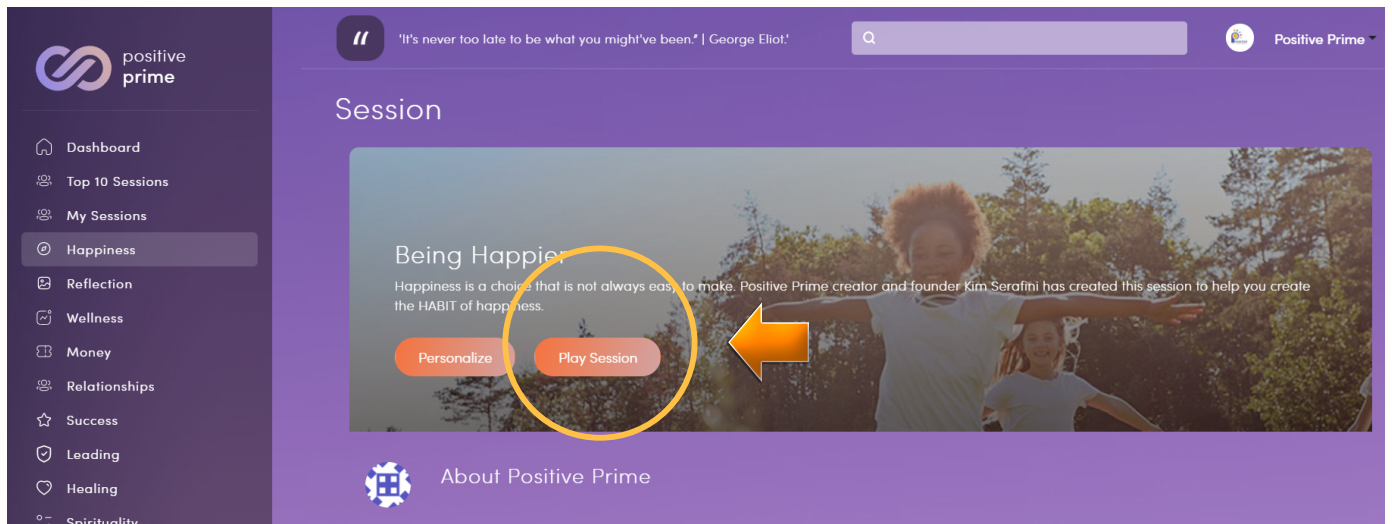 positive
prime
Dashboard
Top 10 Sessions
My Sessions
Happiness
Reflection
Wellness
Money
Relationships
Success
Leading
Healing
Spirituality
'It's never too late to be what you might've been." | George Eliot.'
Positive Prime
Session
Being Happier
Happiness is a choice that is not always easy to make. Positive Prime creator and founder Kim Serafini has created this session to help you create
the HABIT of happiness.
Personalize
Play Session
About Positive Prime